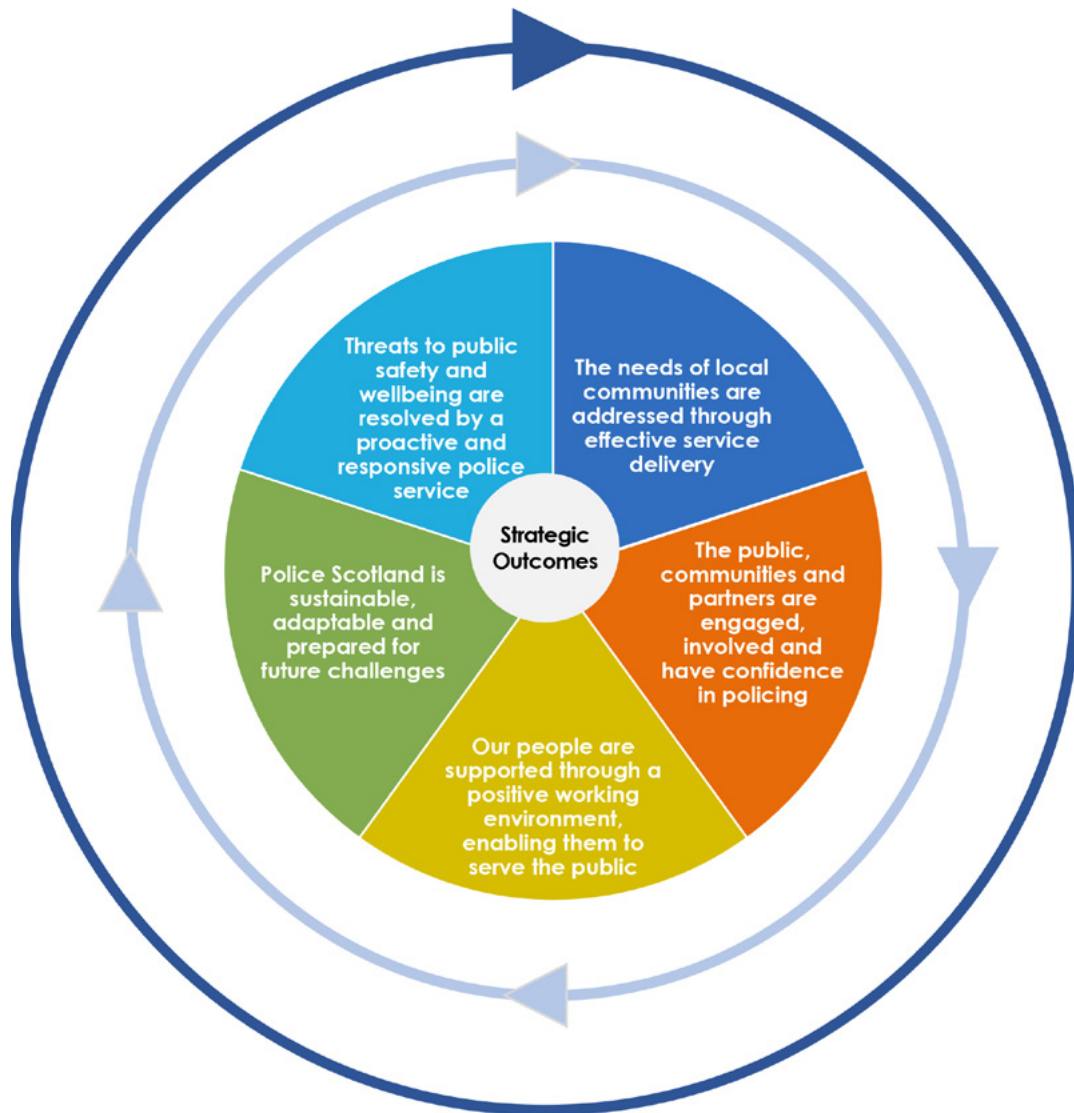 Threats to public
safety and
wellbeing are
resolved by a
proactive and
responsive police
service
The needs of local
communities are
addressed through
effective service
delivery
Strategic
Outcomes
Police Scotland is
sustainable,
adaptable and
prepared for
future challenges
The public,
communities and
partners are
engaged,
involved and
have confidence
in policing
Our people are
supported through a
positive working
environment,
enabling them to
serve the public